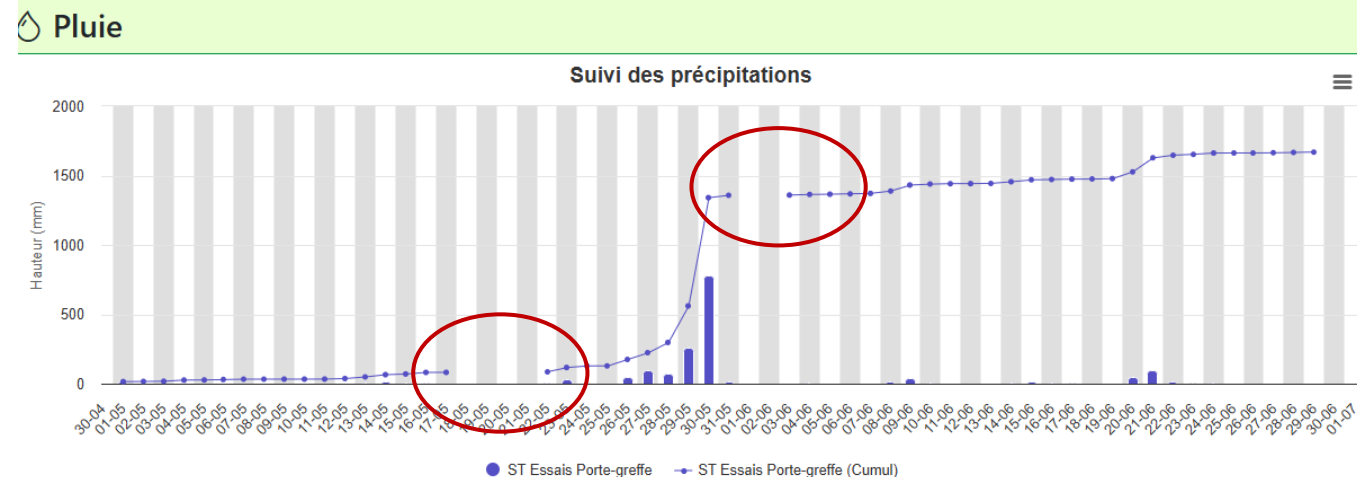 Pluie
Suivi des précipitations
Hauteur (mm)
2000
1500
1000
500
0
30-04 01-05 02-05 03-05 04-05 05-05 06-05 07-05 08-05 09-05 10-05 11-05 12-05 13-05 14-05 15-05 16-05 17-05 18-05 19-05 20-05 21-05 22-05 23-05 24-05 25-05 26-05 27-05 28-05 29-05 30-05 31-05 01-06 02-06 03-06 04-06 05-06 06-06 07-06 08-06 09-06 10-06 11-06 12-06 13-06 14-06 15-06 16-06 17-06 18-06 19-06 20-06 21-06 22-06 23-06 24-06 25-06 26-06 27-06 28-06 29-06 30-06 01-07
ST Essais Porte-greffe ST Essais Porte-greffe (Cumul)